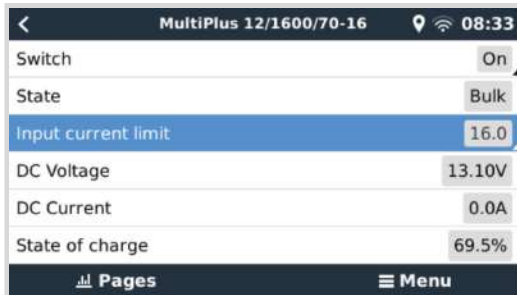 MultiPlus 12/1600/70-16 08:33
Switch On
State Bulk
Input current limit 16.0
DC Voltage 13.10V
DC Current 0.0A
State of charge 69.5%
Pages Menu